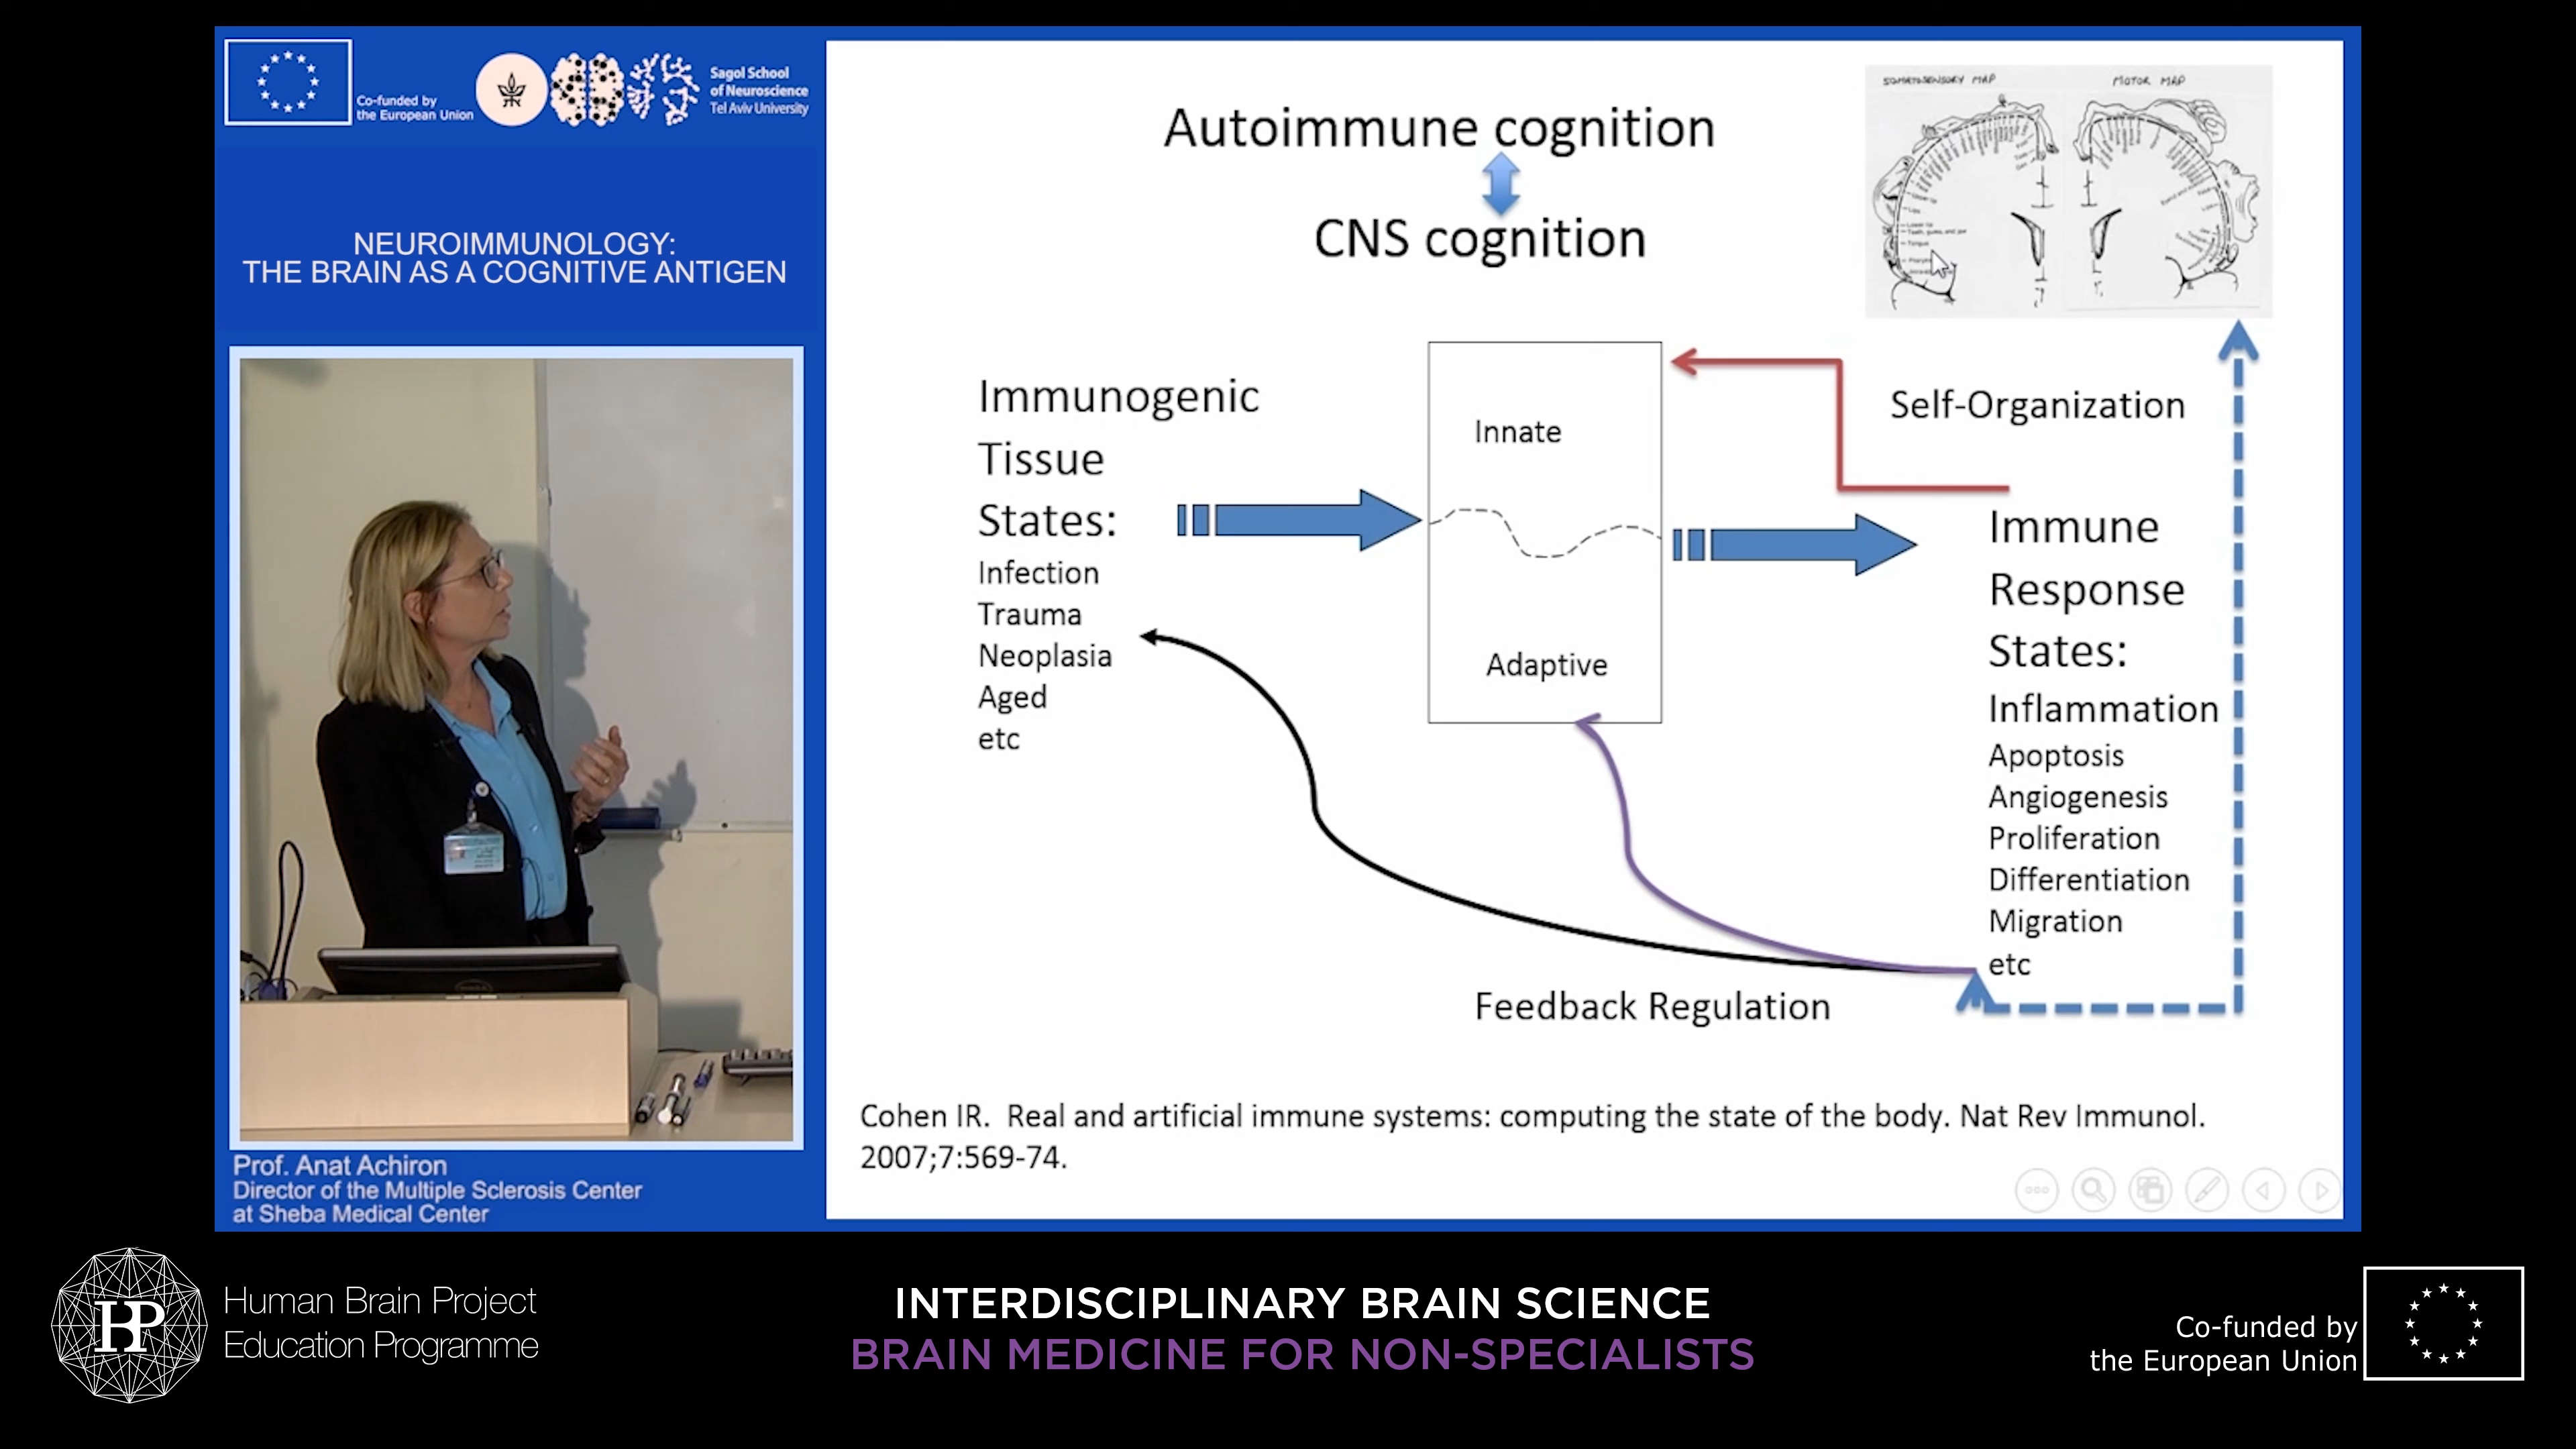 Co-funded by
the European Union
Sagol School
of Neuroscience
Tel Aviv University
NEUROIMMUNOLOGY:
THE BRAIN AS A COGNITIVE ANTIGEN
Prof. Anat Achiron
Director of the Multiple Sclerosis Center
at Sheba Medical Center
Autoimmune cognition
CNS cognition
SOMATOSENSORY MAP
MOTOR MAP
Immunogenic
Tissue
States:
Infection
Trauma
Neoplasia
Aged
etc
Innate
Adaptive
Self-Organization
Immune
Response
States:
Inflammation
Apoptosis
Angiogenesis
Proliferation
Differentiation
Migration
etc
Feedback Regulation
Cohen IR. Real and artificial immune systems: computing the state of the body. Nat Rev Immunol.
2007;7:569-74.
Human Brain Project
Education Programme
INTERDISCIPLINARY BRAIN SCIENCE
BRAIN MEDICINE FOR NON-SPECIALISTS
Co-funded by
the European Union